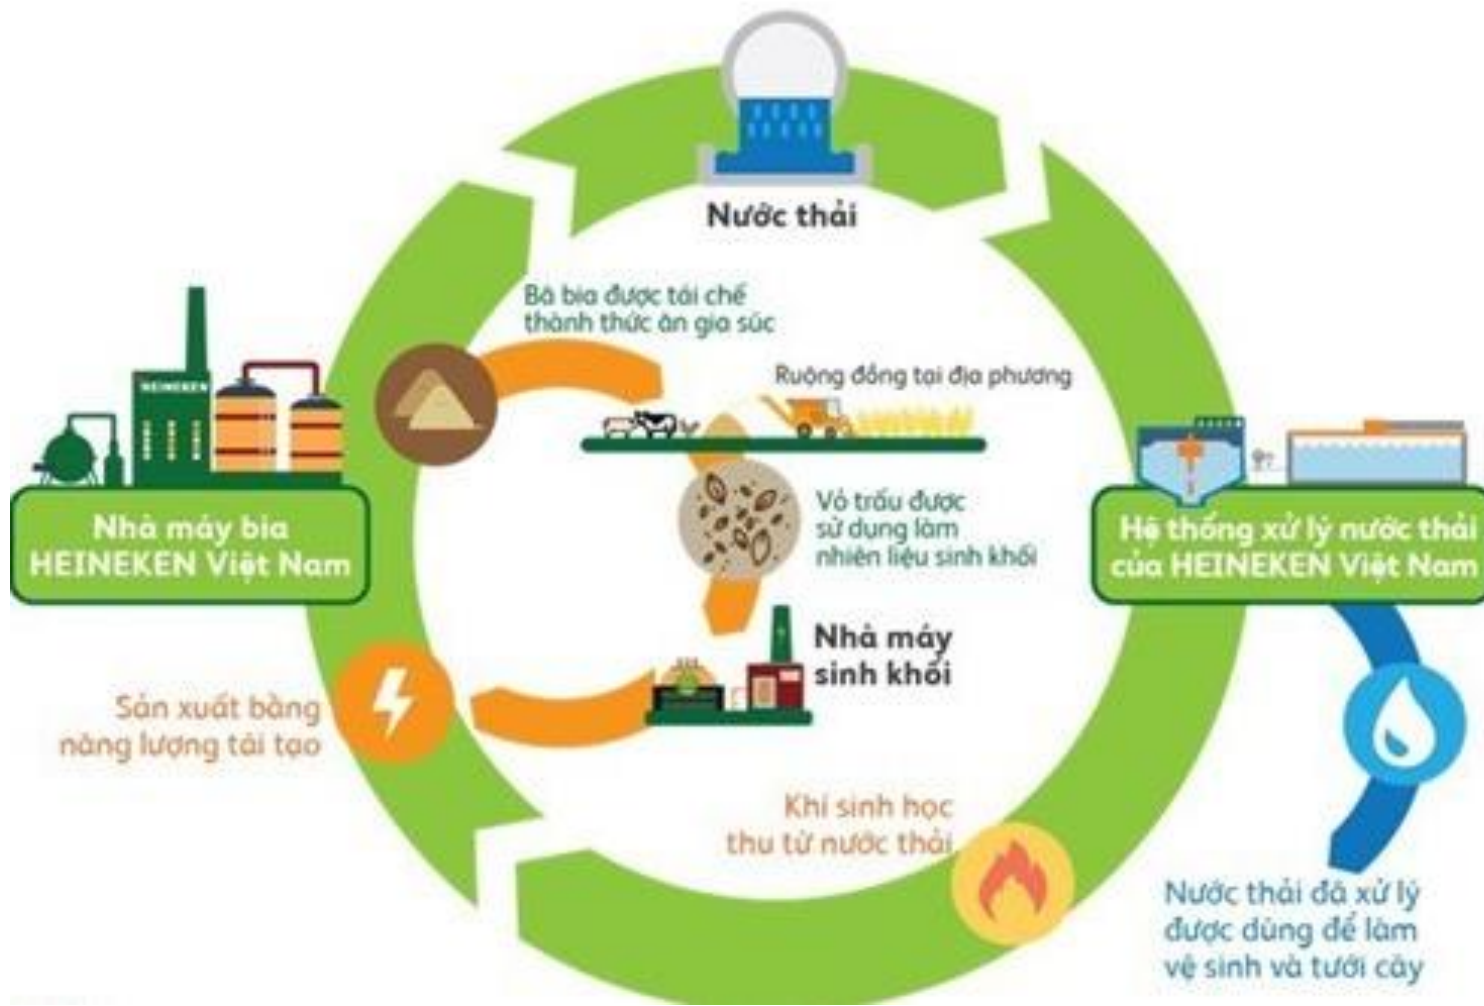 Nước thải
Bã bia được tái chế
thành thức ăn gia súc
Ruộng đồng tại địa phương
HEINEKEN
Nhà máy bia
HEINEKEN Việt Nam
Vỏ trấu được
sử dụng làm
nhiên liệu sinh khối
Hệ thống xử lý nước thải
của HEINEKEN Việt Nam
Nhà máy
sinh khối
Sản xuất bằng
năng lượng tái tạo
Khí sinh học
thu từ nước thải
Nước thải đã xử lý
được dùng để làm
vệ sinh và tưới cây